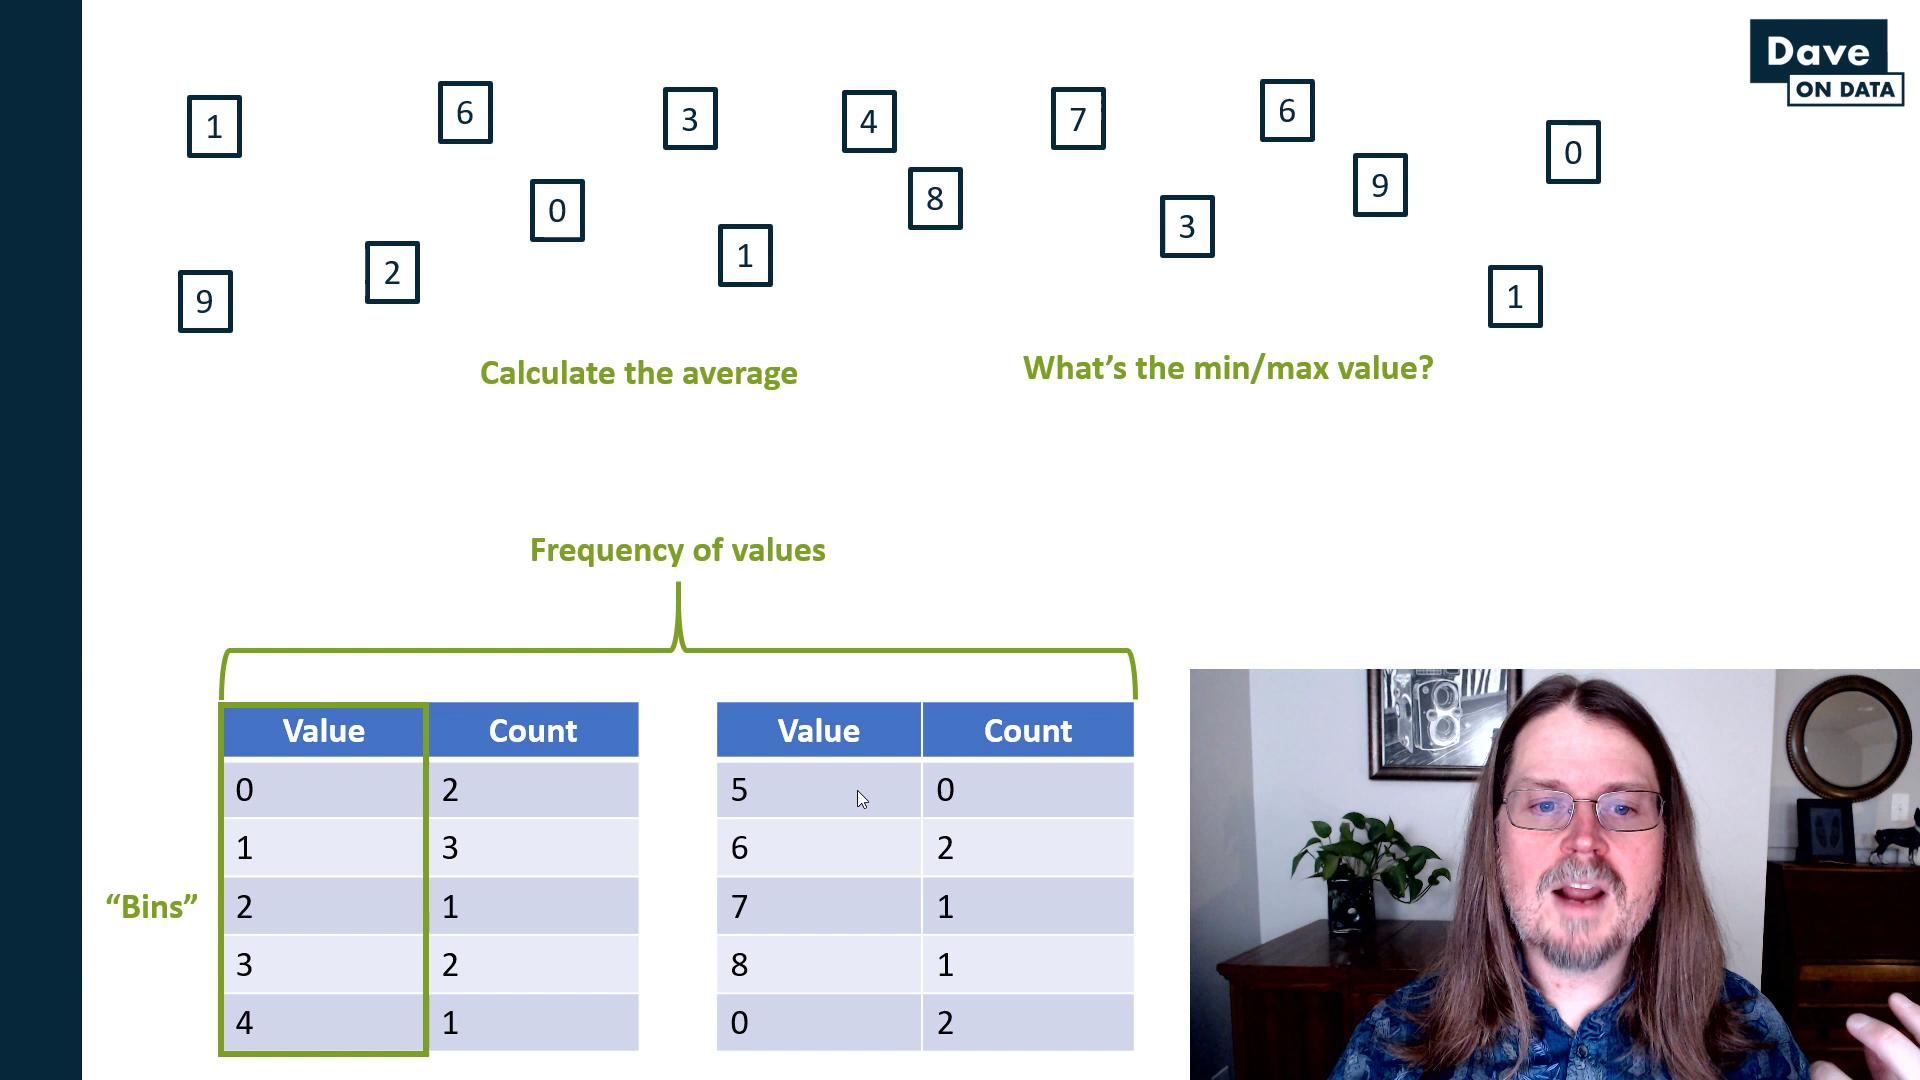 Dave
ON DATA
1 6 3 4 7 6 0
0 8 3 9
9 2 1 1
Calculate the average
What's the min/max value?
Frequency of values
Value Count Value Count
0 2 5 0
1 3 6 2
“Bins” 2 1 7 1
3 2 8 1
4 1 0 2